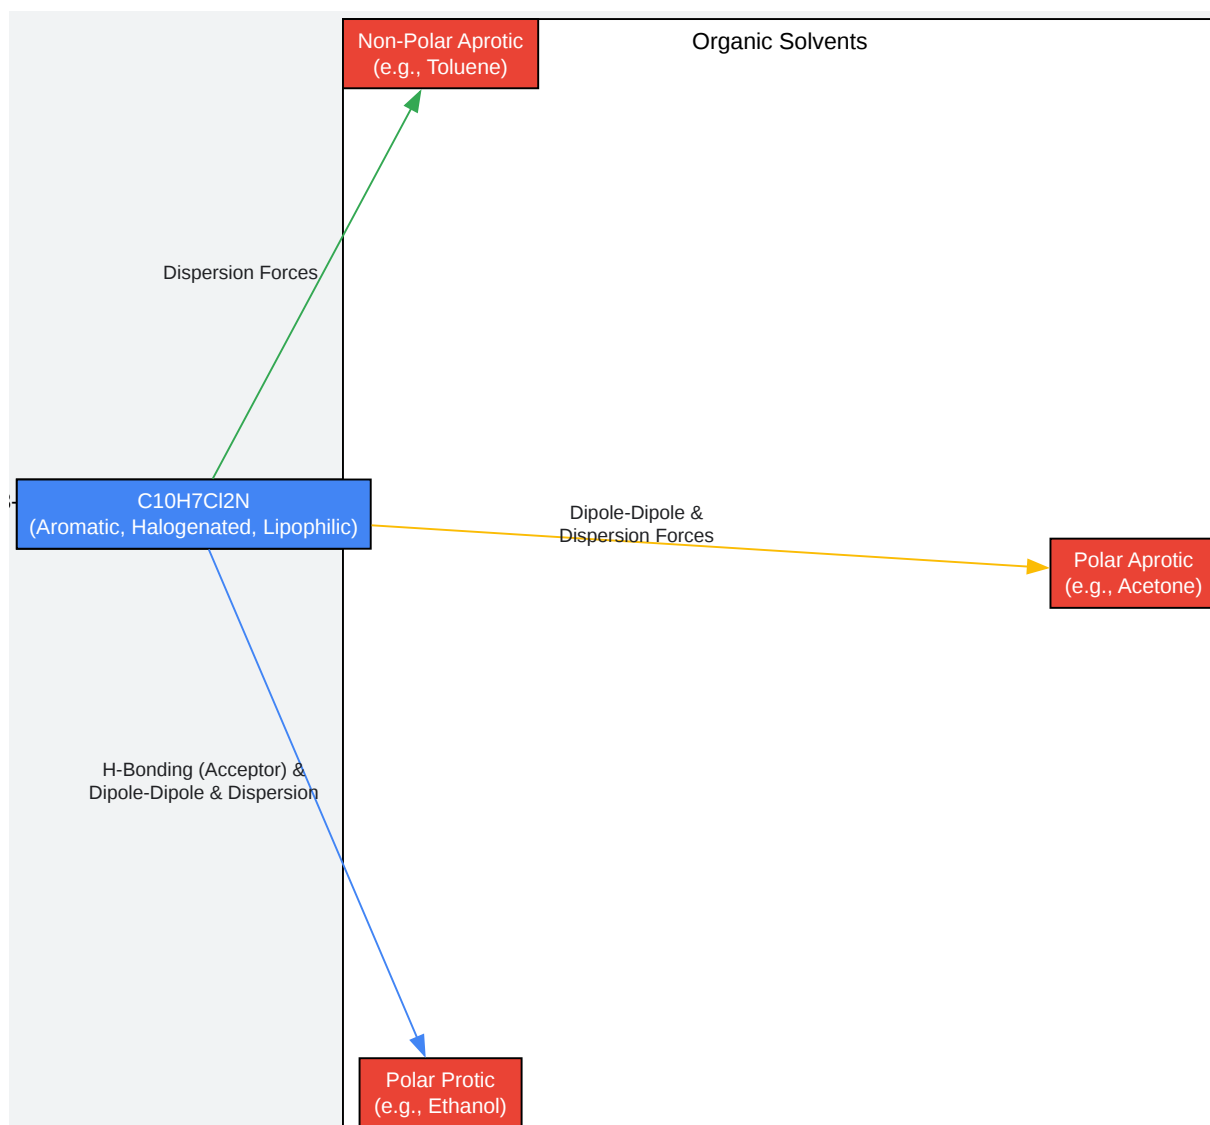 Non-Polar Aprotic
(e.g., Toluene)
Organic Solvents
Dispersion Forces
C10H7Cl2N
(Aromatic, Halogenated, Lipophilic)
Dipole-Dipole &
Dispersion Forces
Polar Aprotic
(e.g., Acetone)
H-Bonding (Acceptor) &
Dipole-Dipole & Dispersion
Polar Protic
(e.g., Ethanol)